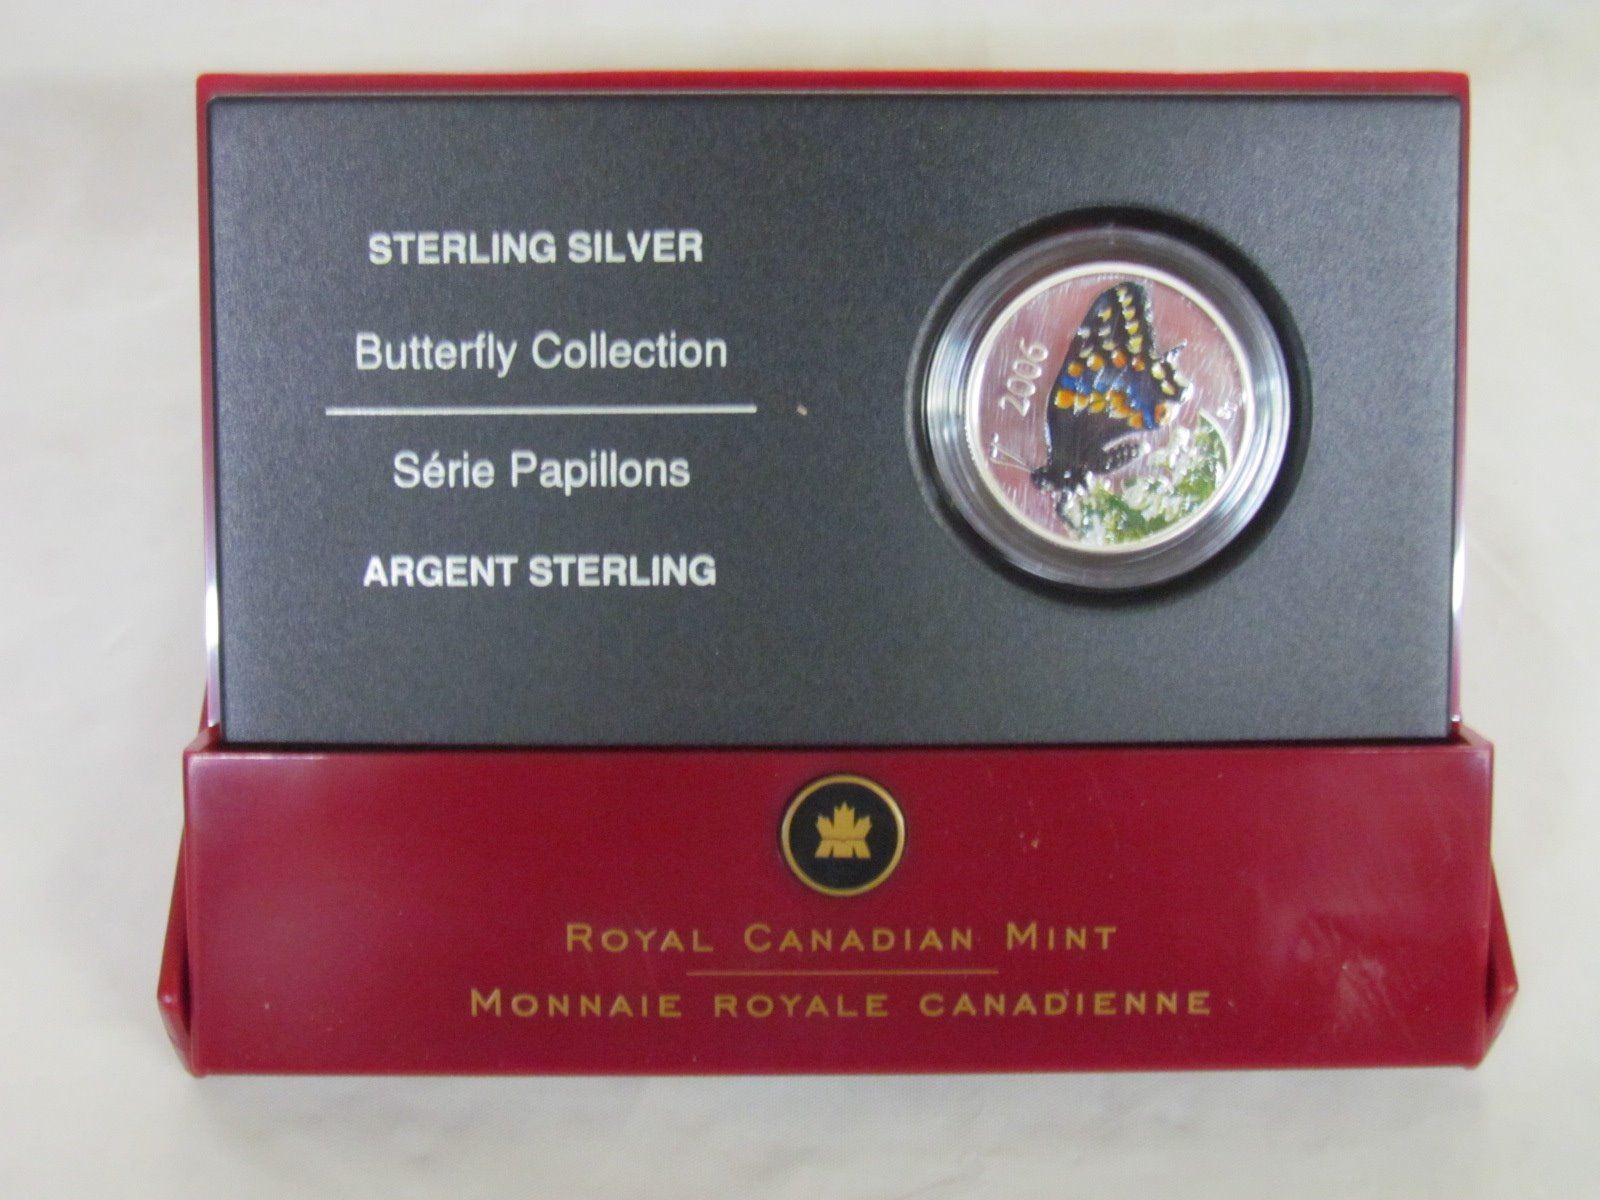 STERLING SILVER
Butterfly Collection
Série Papillons
ARGENT STERLING
2006
ROYAL CANADIAN MINT
MONNAIE ROYALE CANADIENNE